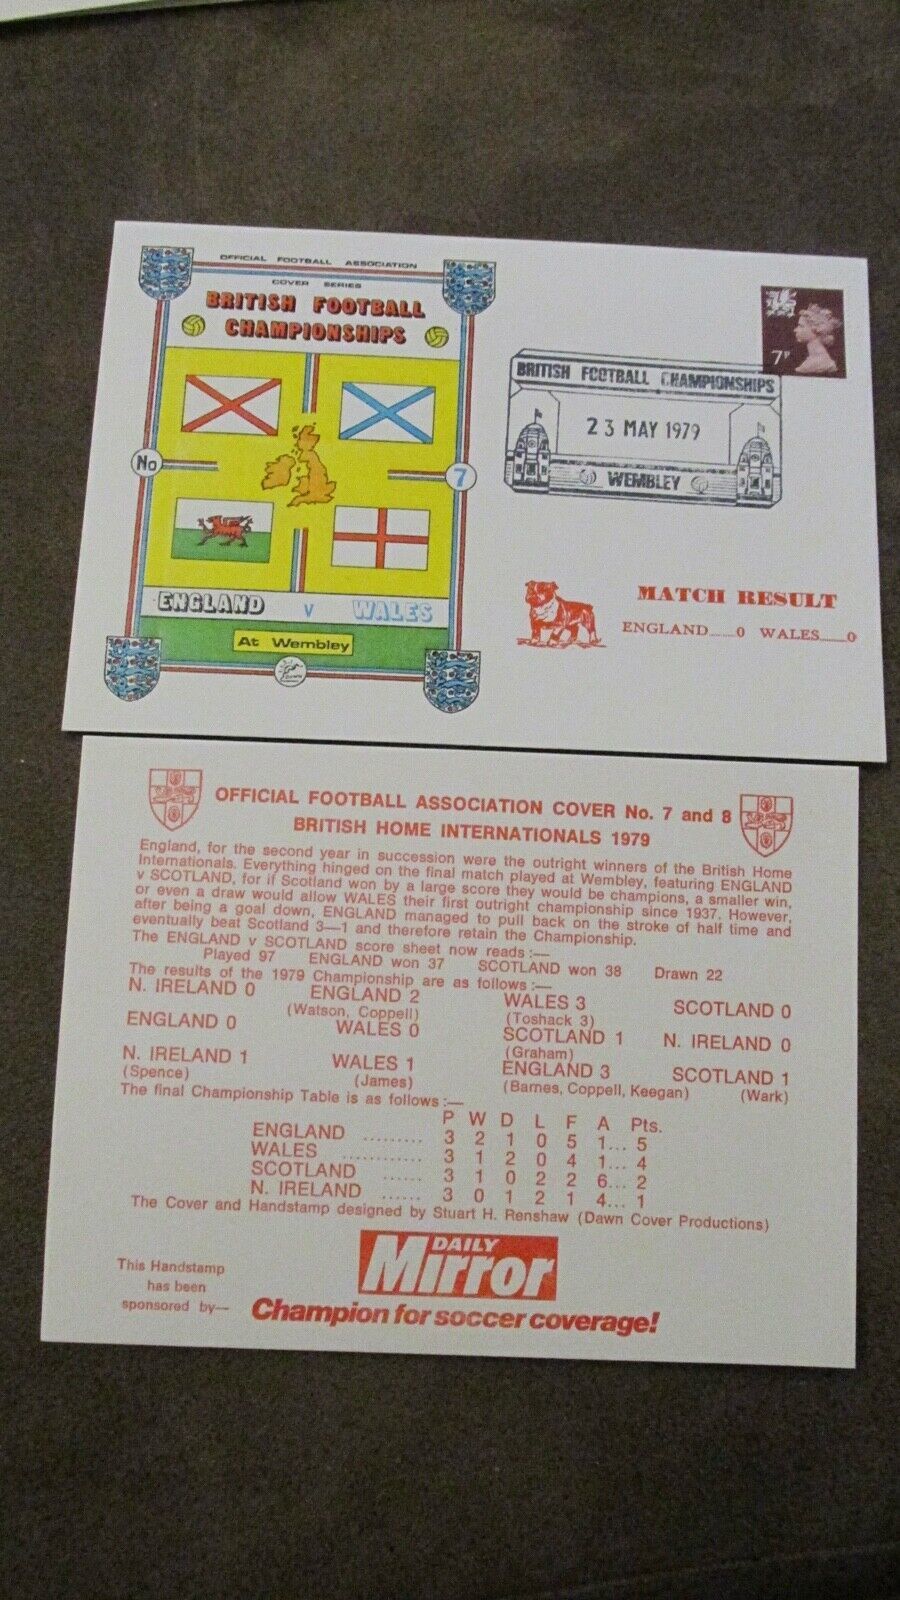 OFFICIAL FOOTBALL ASSOCIATION
COVER SERIES
BRITISH FOOTBALL
CHAMPIONSHIPS
No
7
ENGLAND V WALES
At Wembley
7P
BRITISH FOOTBALL CHAMPIONSHIPS
23 MAY 1979
WEMBLEY
MATCH RESULT
ENGLAND......0 WALES......0
OFFICIAL FOOTBALL ASSOCIATION COVER No. 7 and 8
BRITISH HOME INTERNATIONALS 1979
England, for the second year in succession were the outright winners of the British Home
Internationals. Everything hinged on the final match played at Wembley, featuring ENGLAND
v SCOTLAND, for if Scotland won by a large score they would be champions, a smaller win,
or even a draw would allow WALES their first outright championship since 1937. However,
after being a goal down, ENGLAND managed to pull back on the stroke of half time and
eventually beat Scotland 3—1 and therefore retain the Championship.
The ENGLAND v SCOTLAND score sheet now reads :—
Played 97 ENGLAND won 37 SCOTLAND won 38 Drawn 22
The results of the 1979 Championship are as follows :—
N. IRELAND 0 ENGLAND 2 WALES 3 SCOTLAND 0
(Watson, Coppell) (Toshack 3)
ENGLAND 0 WALES 0 SCOTLAND 1 N. IRELAND 0
(Graham)
N. IRELAND 1 WALES 1 ENGLAND 3 SCOTLAND 1
(Spence) (James) (Barnes, Coppell, Keegan) (Wark)
The final Championship Table is as follows :—
P W D L F A Pts.
ENGLAND ......... 3 2 1 0 5 1... 5
WALES ............ 3 1 2 0 4 1... 4
SCOTLAND ...... 3 1 0 2 2 6... 2
N. IRELAND ...... 3 0 1 2 1 4... 1
The Cover and Handstamp designed by Stuart H. Renshaw (Dawn Cover Productions)
This Handstamp
has been
sponsored by—
DAILY
Mirror
Champion for soccer coverage!